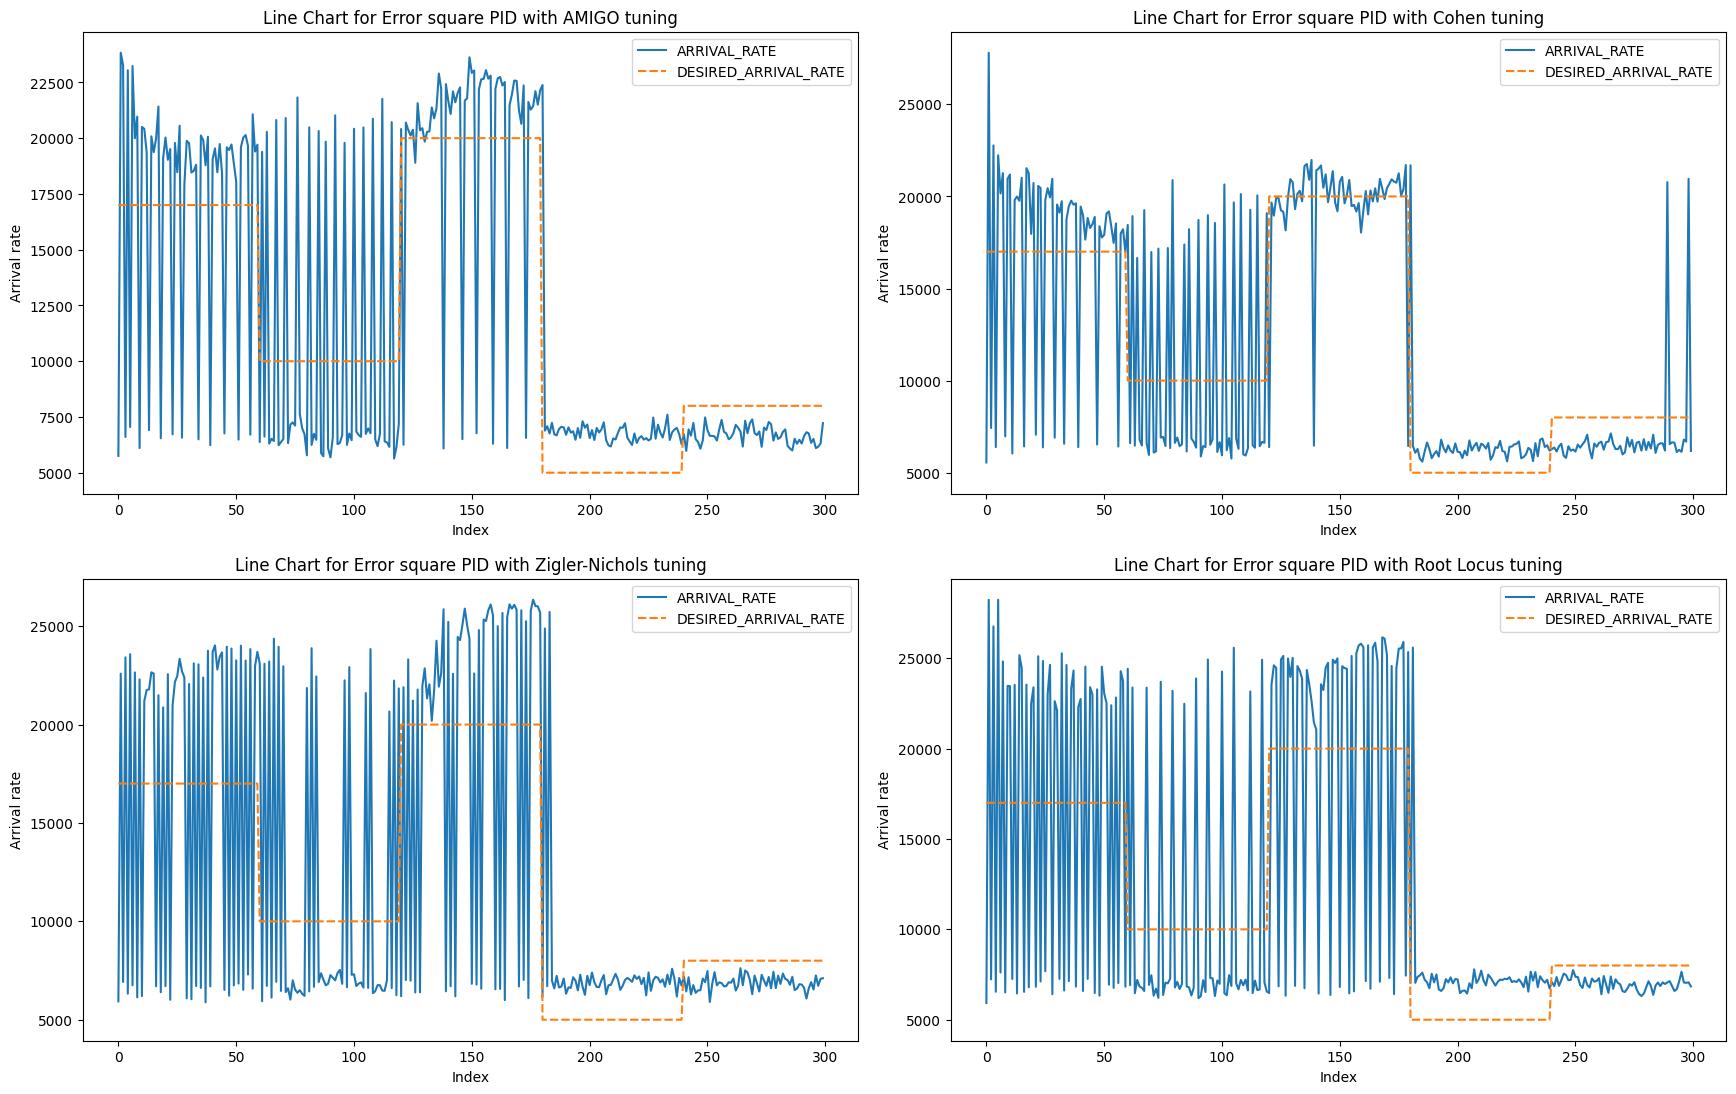 Line Chart for Error square PID with AMIGO tuning
ARRIVAL_RATE
DESIRED_ARRIVAL_RATE
22500
20000
17500
15000
12500
10000
7500
5000
Arrival rate
0 50 100 150 200 250 300
Index
Line Chart for Error square PID with Cohen tuning
ARRIVAL_RATE
DESIRED_ARRIVAL_RATE
25000
20000
15000
10000
5000
Arrival rate
0 50 100 150 200 250 300
Index
Line Chart for Error square PID with Zigler-Nichols tuning
ARRIVAL_RATE
DESIRED_ARRIVAL_RATE
25000
20000
15000
10000
5000
Arrival rate
0 50 100 150 200 250 300
Index
Line Chart for Error square PID with Root Locus tuning
ARRIVAL_RATE
DESIRED_ARRIVAL_RATE
25000
20000
15000
10000
5000
Arrival rate
0 50 100 150 200 250 300
Index